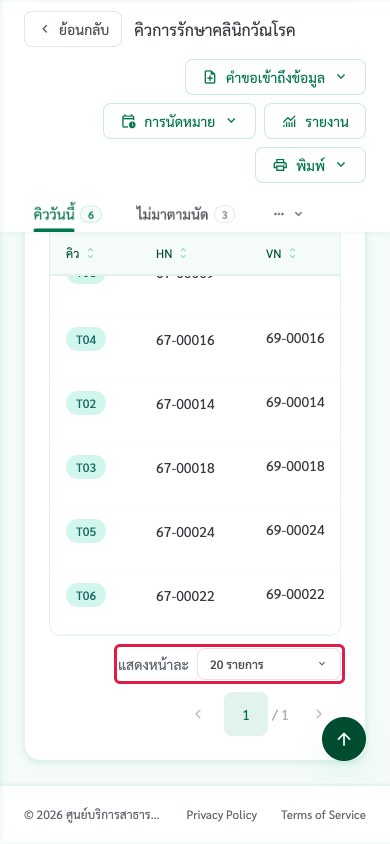 ย้อนกลับ คิวการรักษาคลินิกวัณโรค
คำขอเข้าถึงข้อมูล
การนัดหมาย รายงาน
พิมพ์
คิววันนี้ 6 ไม่มาตามนัด 3 ...
คิว HN VN
T04 67-00016 69-00016
T02 67-00014 69-00014
T03 67-00018 69-00018
T05 67-00024 69-00024
T06 67-00022 69-00022
แสดงหน้าละ 20 รายการ
1 / 1
© 2026 ศูนย์บริการสาธาร... Privacy Policy Terms of Service